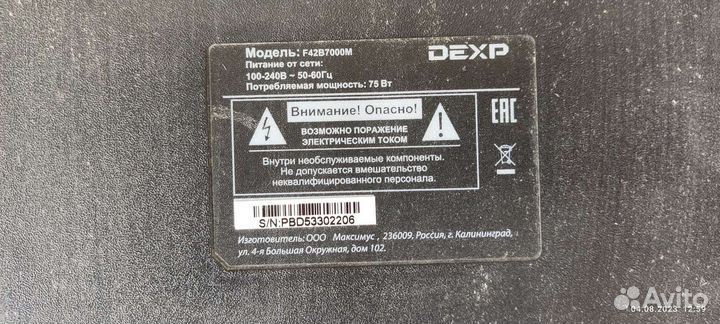 Модель: F42B7000M
DEXP
Питание от сети:
100-240В ~ 50-60Гц
Потребляемая мощность: 75 Вт
Внимание! Опасно!
ВОЗМОЖНО ПОРАЖЕНИЕ
ЭЛЕКТРИЧЕСКИМ ТОКОМ
EAC
Внутри необслуживаемые компоненты.
Не допускается вмешательство
неквалифицированного персонала.
S/N:PBD53302206
Изготовитель: ООО Максимус , 236009, Россия, г. Калининград,
ул. 4-я Большая Окружная, дом 102.
Avito
04.08.2023 12:59